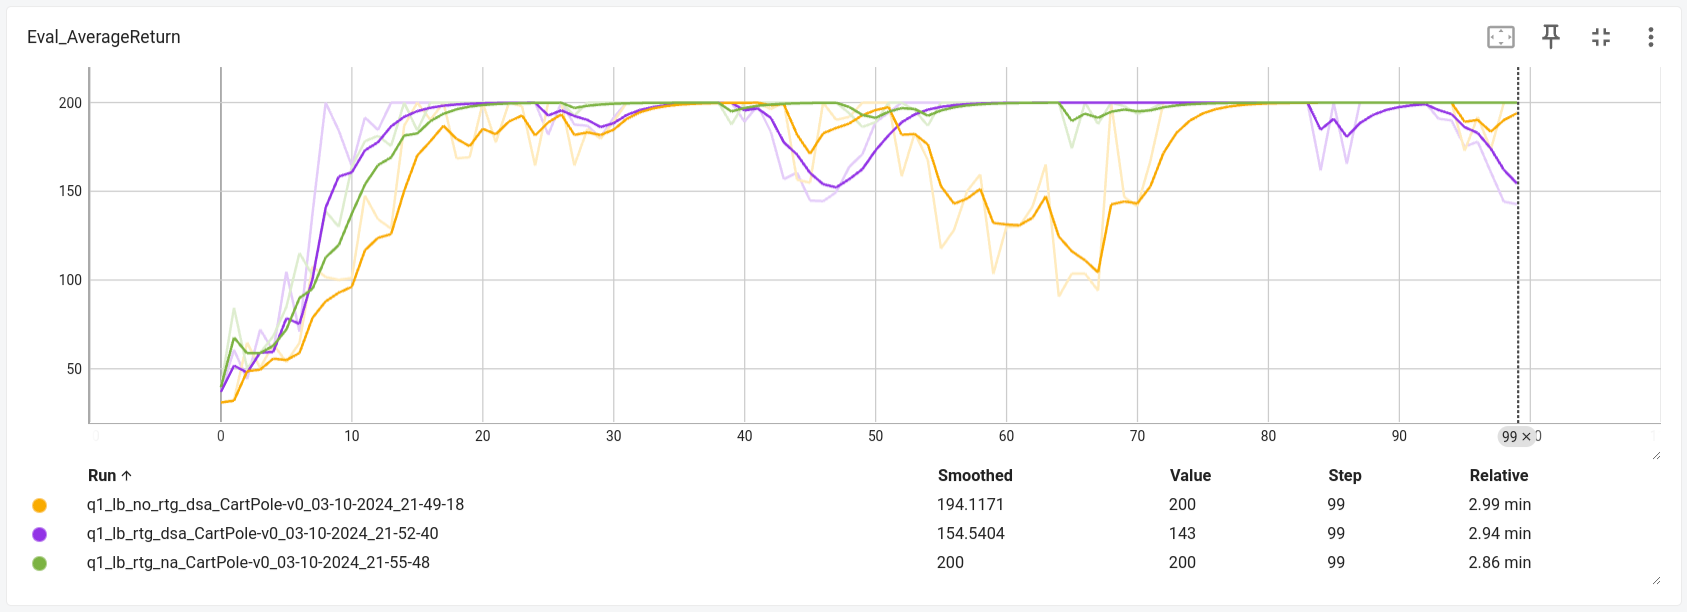 Eval_AverageReturn
200
150
100
50
0 10 20 30 40 50 60 70 80 90 99 × 0
Run ↑ Smoothed Value Step Relative
q1_lb_no_rtg_dsa_CartPole-v0_03-10-2024_21-49-18 194.1171 200 99 2.99 min
q1_lb_rtg_dsa_CartPole-v0_03-10-2024_21-52-40 154.5404 143 99 2.94 min
q1_lb_rtg_na_CartPole-v0_03-10-2024_21-55-48 200 200 99 2.86 min